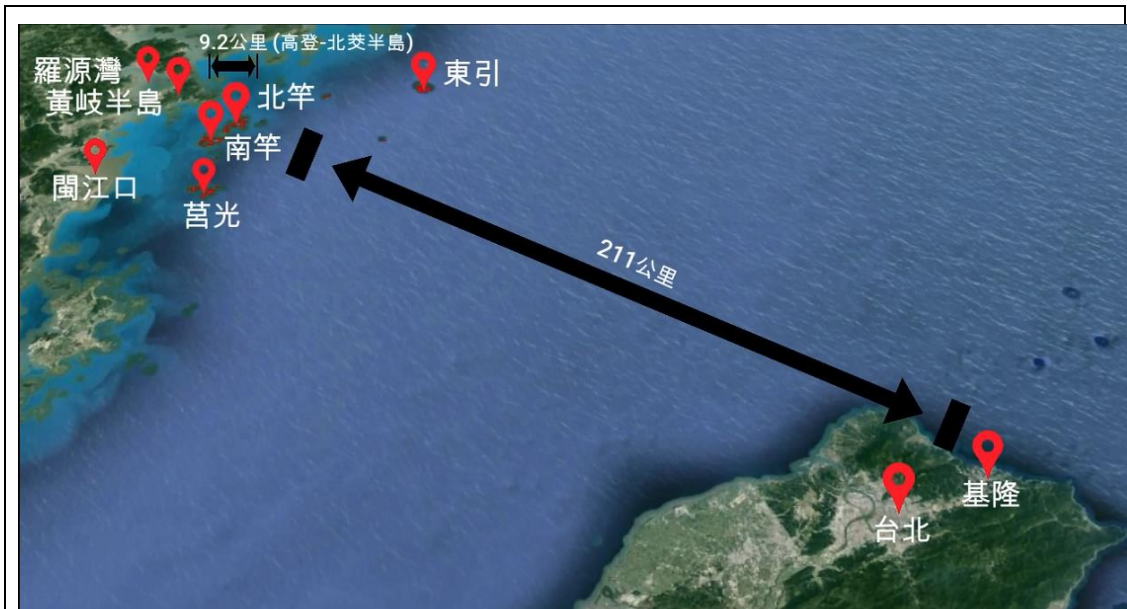 9.2公里 (高登-北茭半島)
羅源灣
東引
黃岐半島
北竿
南竿
閩江口
莒光
211公里
基隆
台北